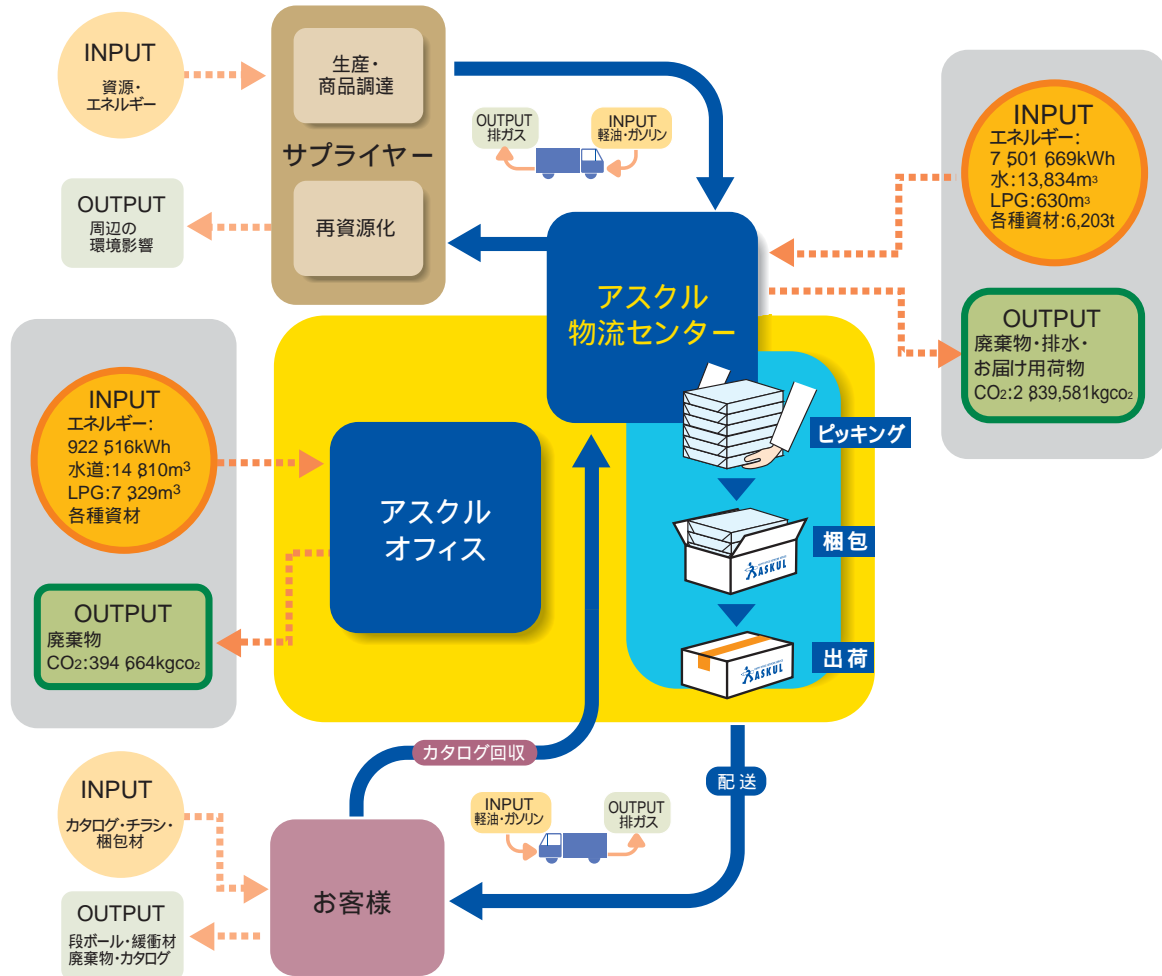 INPUT
資源・
エネルギー
OUTPUT
周辺の
環境影響
生産・
商品調達
サプライヤー
再資源化
OUTPUT
排ガス
INPUT
軽油・ガソリン
INPUT
エネルギー:
7,501,669kWh
水:13,834m³
LPG:630m³
各種資材:6,203t
OUTPUT
廃棄物・排水・
お届け用荷物
CO₂:2,839,581kgco₂
アスクル
物流センター
ピッキング
梱包
ASKUL
出荷
ASKUL
INPUT
エネルギー:
922,516kWh
水道:14,810m³
LPG:7,329m³
各種資材
OUTPUT
廃棄物
CO₂:394,664kgco₂
アスクル
オフィス
カタログ回収
配送
INPUT
カタログ・チラシ・
梱包材
OUTPUT
段ボール・緩衝材
廃棄物・カタログ
お客様
INPUT
軽油・ガソリン
OUTPUT
排ガス